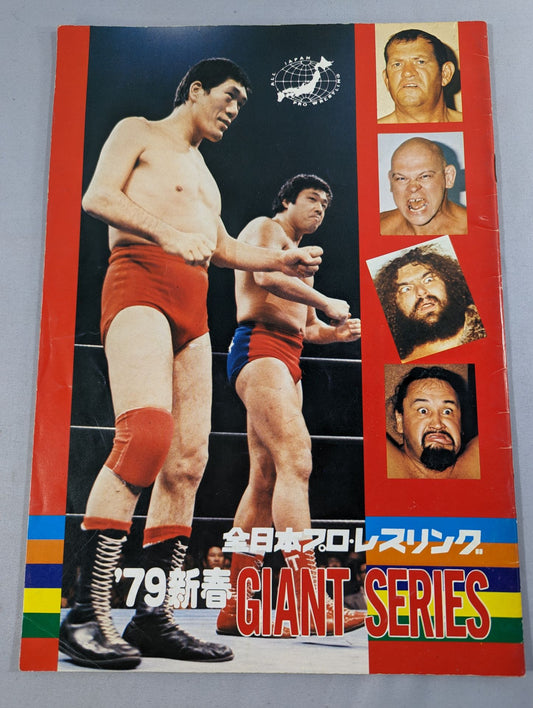 ALL JAPAN
PRO WRESTLING
全日本プロ・レスリング
'79新春 GIANT SERIES